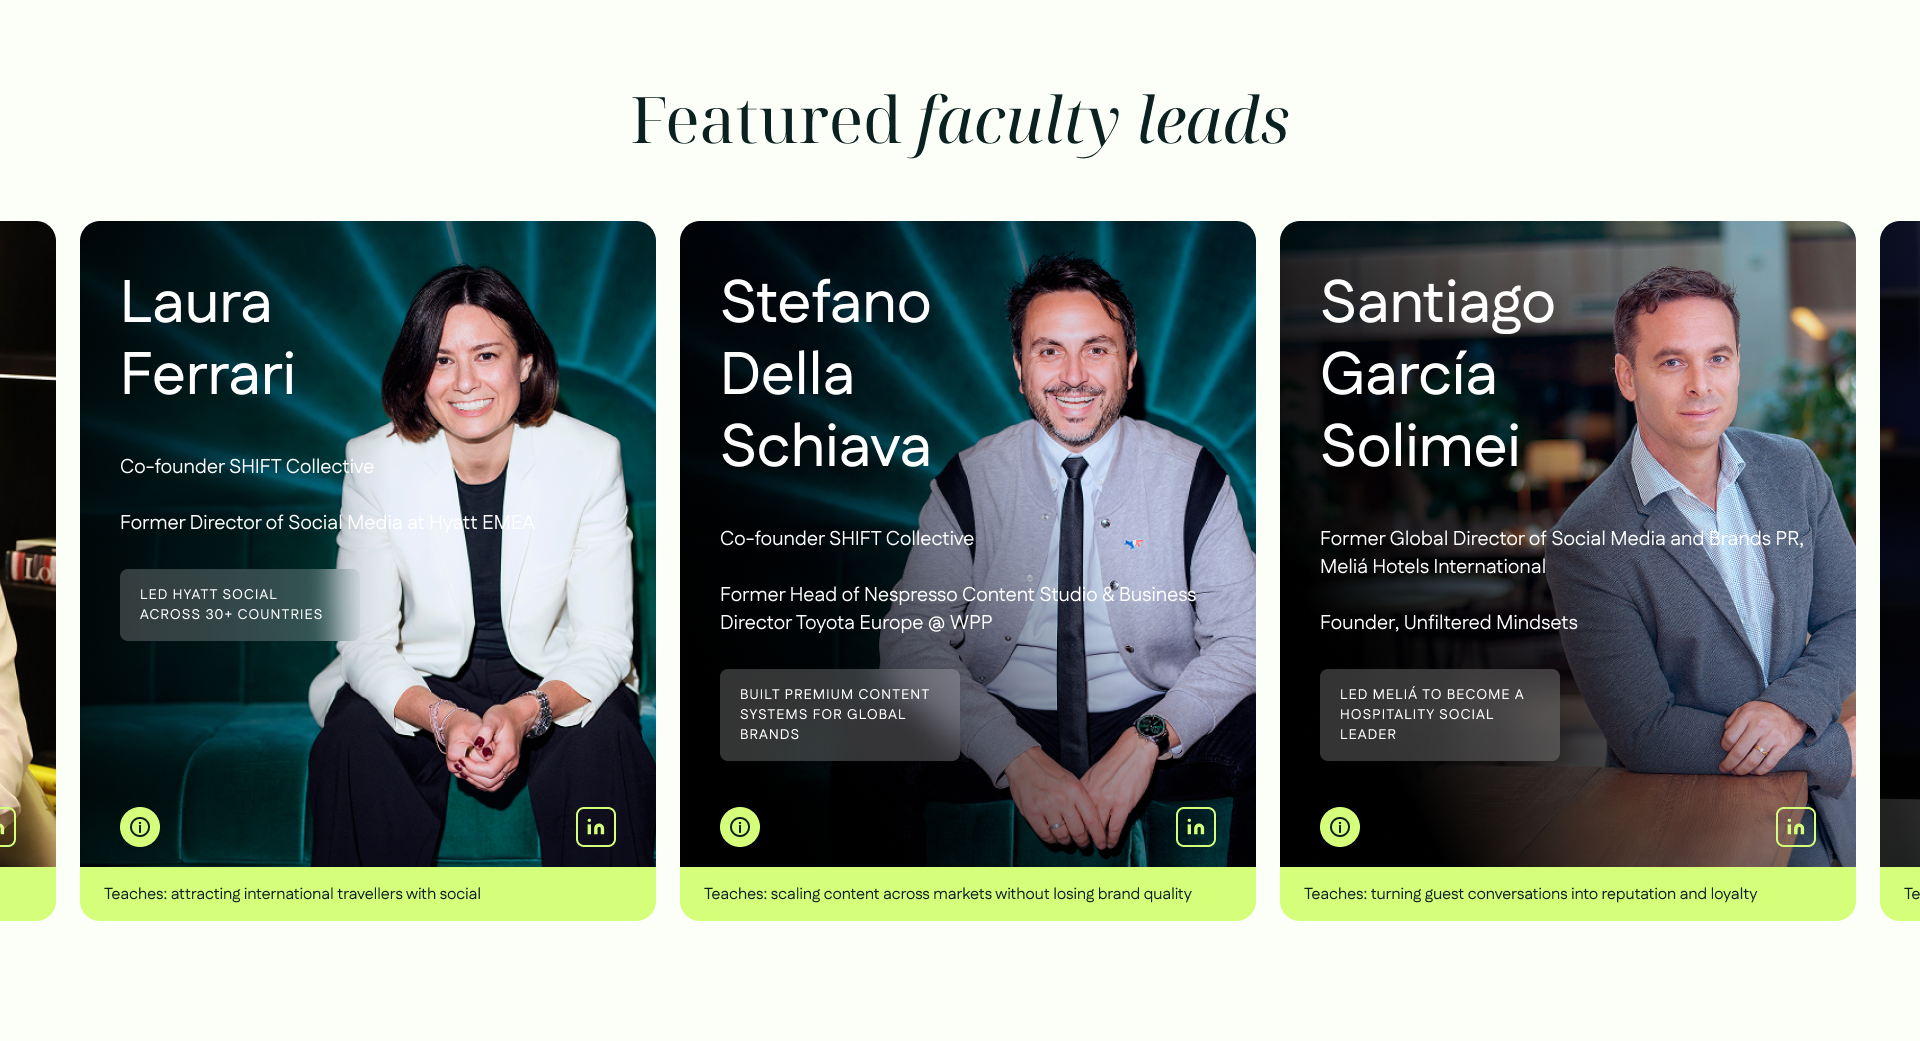 Featured faculty leads
Laura
Ferrari
Co-founder SHIFT Collective
Former Director of Social Media at Hyatt EMEA
LED HYATT SOCIAL
ACROSS 30+ COUNTRIES
in
Teaches: attracting international travellers with social
Stefano
Della
Schiava
Co-founder SHIFT Collective
Former Head of Nespresso Content Studio & Business
Director Toyota Europe @ WPP
BUILT PREMIUM CONTENT
SYSTEMS FOR GLOBAL
BRANDS
in
Teaches: scaling content across markets without losing brand quality
Santiago
García
Solimei
Former Global Director of Social Media and Brands PR,
Meliá Hotels International
Founder, Unfiltered Mindsets
LED MELIÁ TO BECOME A
HOSPITALITY SOCIAL
LEADER
in
Teaches: turning guest conversations into reputation and loyalty
Te